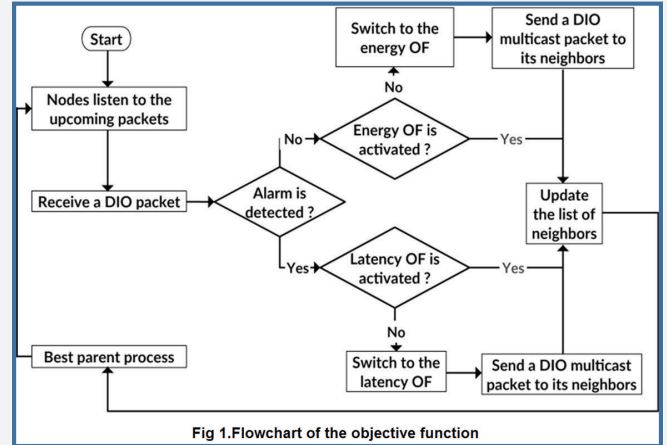 Start
Nodes listen to the
upcoming packets
Receive a DIO packet
Alarm is
detected ?
No
Energy OF is
activated ?
No
Switch to the
energy OF
Send a DIO
multicast packet to
its neighbors
Yes
Update
the list of
neighbors
Yes
Latency OF is
activated ?
Yes
No
Switch to the
latency OF
Send a DIO multicast
packet to its neighbors
Best parent process
Fig 1.Flowchart of the objective function